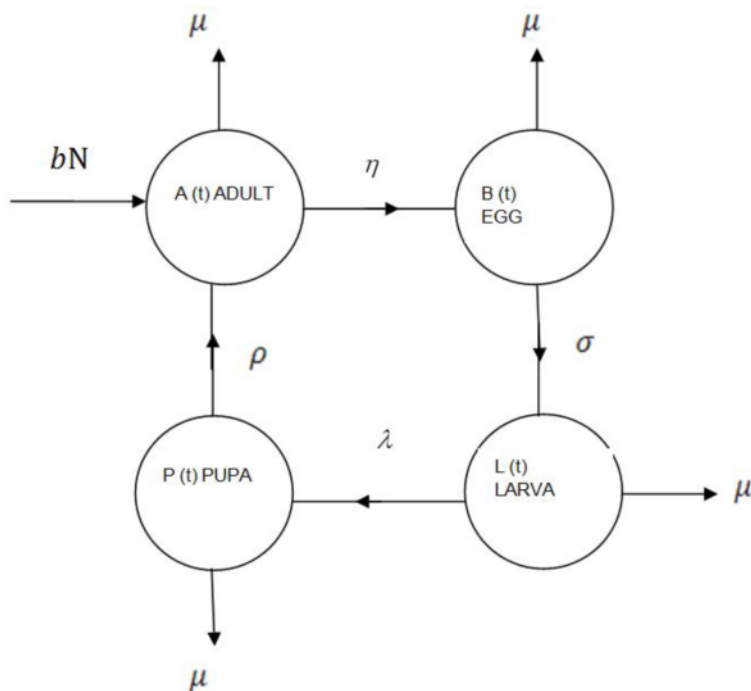 μ
μ
bN
η
A (t) ADULT
B (t)
EGG
ρ
σ
λ
P (t) PUPA
L (t)
LARVA
μ
μ